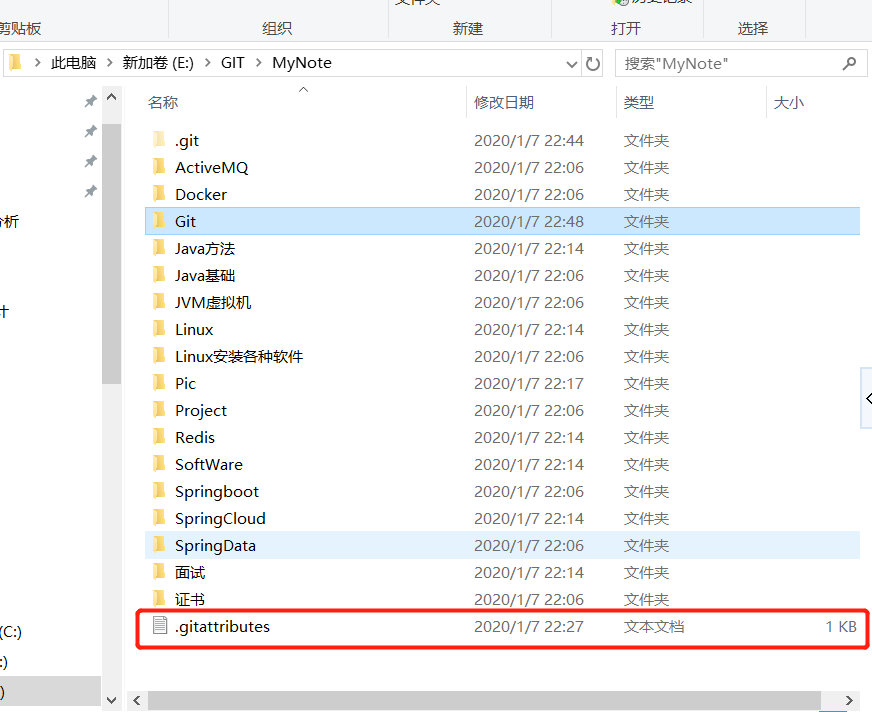 剪贴板 组织 新建 打开 选择
此电脑 > 新加卷 (E:) > GIT > MyNote 搜索"MyNote"
名称 修改日期 类型 大小
.git 2020/1/7 22:44 文件夹
ActiveMQ 2020/1/7 22:06 文件夹
Docker 2020/1/7 22:06 文件夹
Git 2020/1/7 22:48 文件夹
Java方法 2020/1/7 22:14 文件夹
Java基础 2020/1/7 22:06 文件夹
JVM虚拟机 2020/1/7 22:06 文件夹
Linux 2020/1/7 22:14 文件夹
Linux安装各种软件 2020/1/7 22:06 文件夹
Pic 2020/1/7 22:17 文件夹
Project 2020/1/7 22:06 文件夹
Redis 2020/1/7 22:14 文件夹
SoftWare 2020/1/7 22:14 文件夹
Springboot 2020/1/7 22:06 文件夹
SpringCloud 2020/1/7 22:14 文件夹
SpringData 2020/1/7 22:06 文件夹
面试 2020/1/7 22:14 文件夹
证书 2020/1/7 22:06 文件夹
.gitattributes 2020/1/7 22:27 文本文档 1 KB
分析
计
(C:)
:)
)